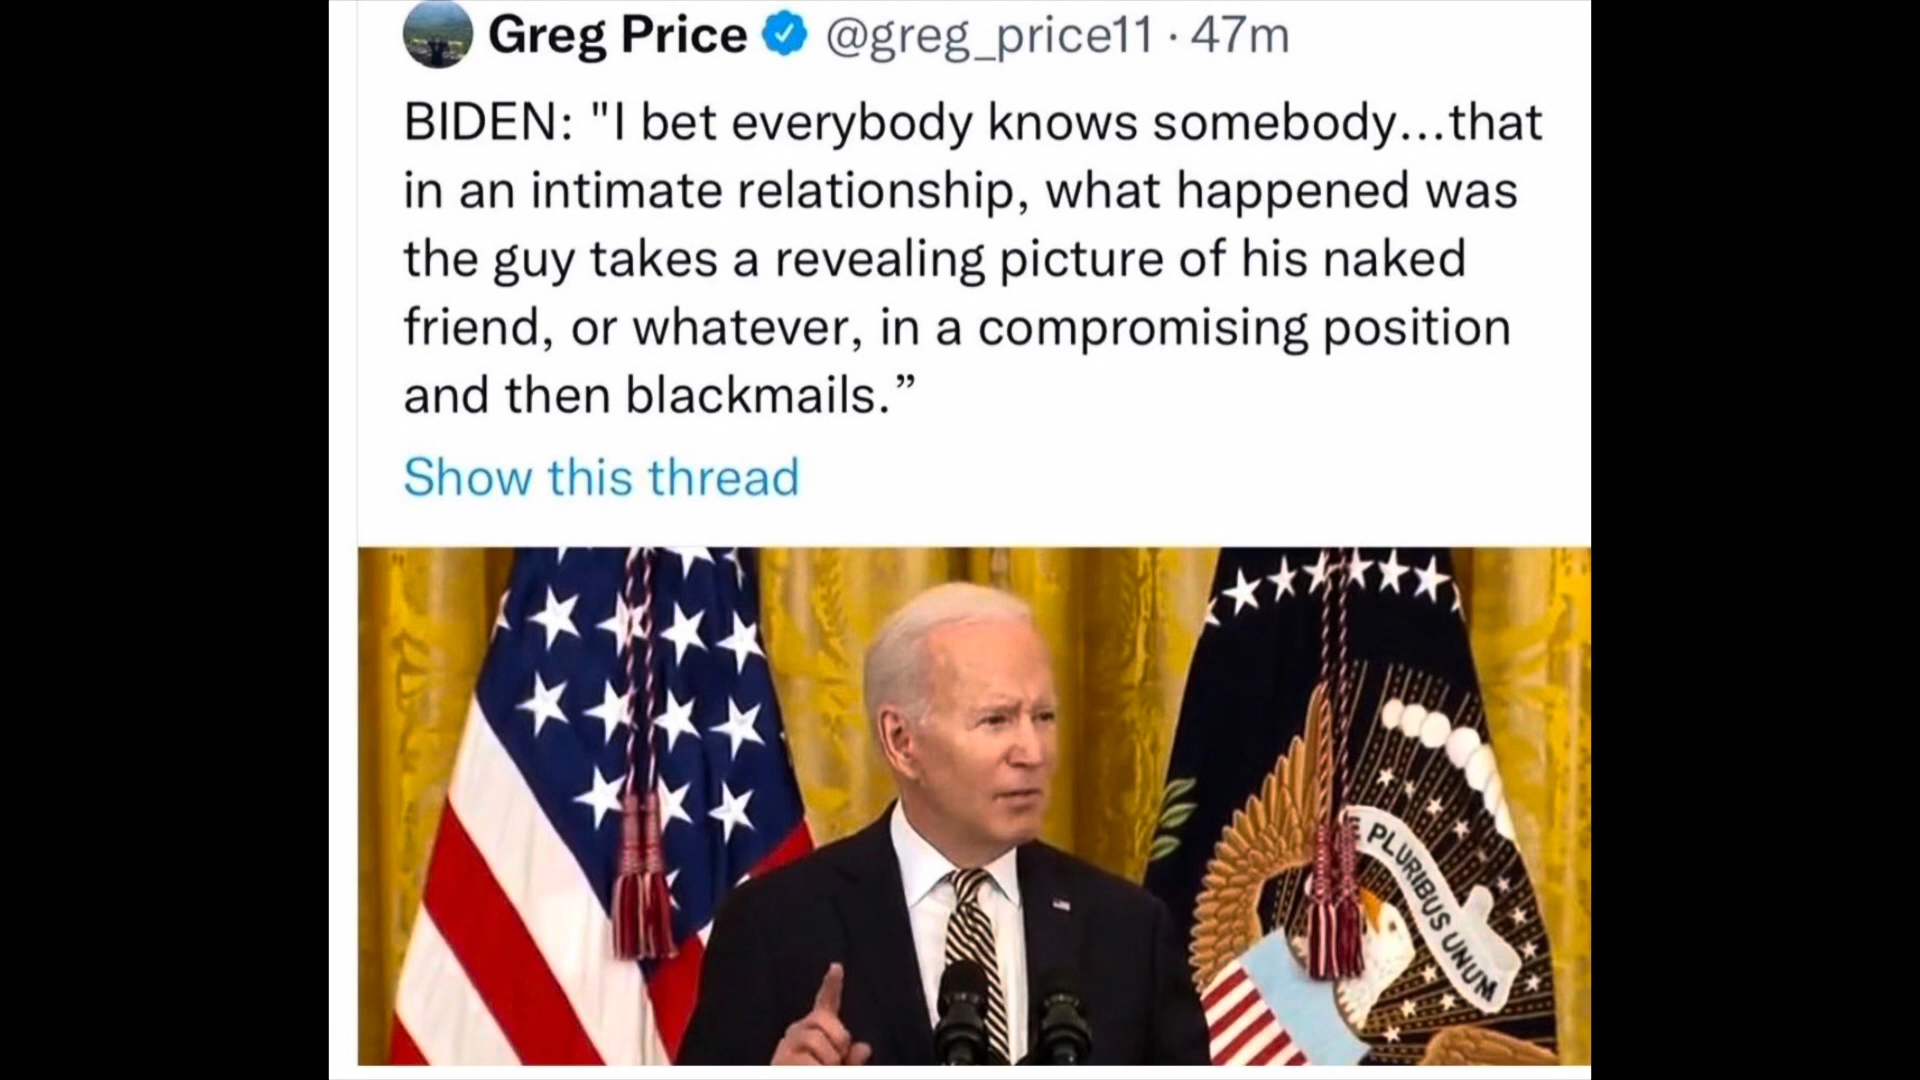 Greg Price @greg_price11 · 47m
BIDEN: "I bet everybody knows somebody...that
in an intimate relationship, what happened was
the guy takes a revealing picture of his naked
friend, or whatever, in a compromising position
and then blackmails.”
Show this thread
E PLURIBUS UNUM